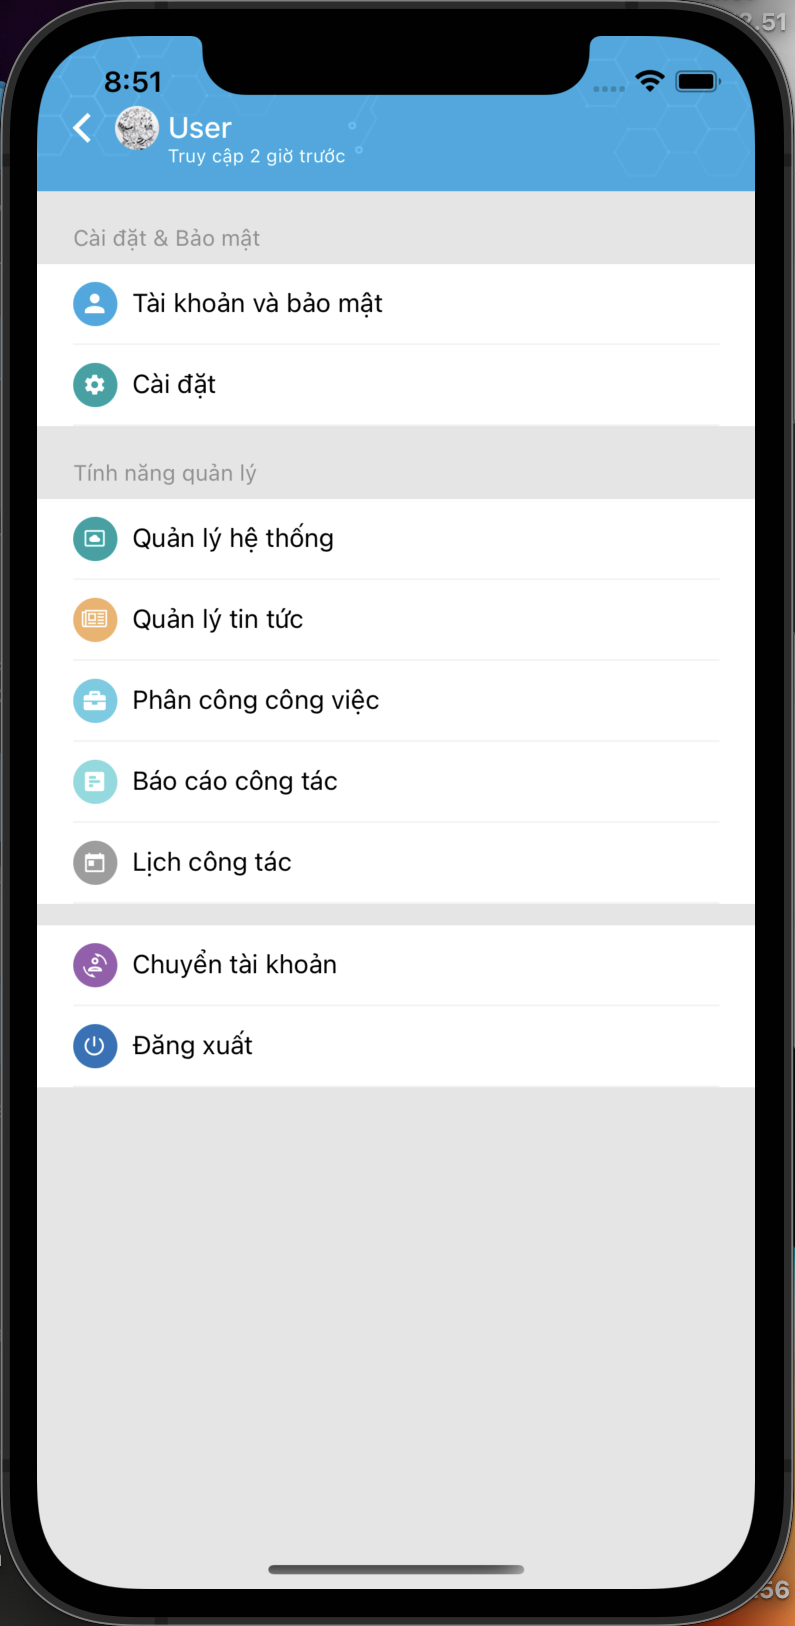 8:51
User
Truy cập 2 giờ trước
Cài đặt & Bảo mật
Tài khoản và bảo mật
Cài đặt
Tính năng quản lý
Quản lý hệ thống
Quản lý tin tức
Phân công công việc
Báo cáo công tác
Lịch công tác
Chuyển tài khoản
Đăng xuất